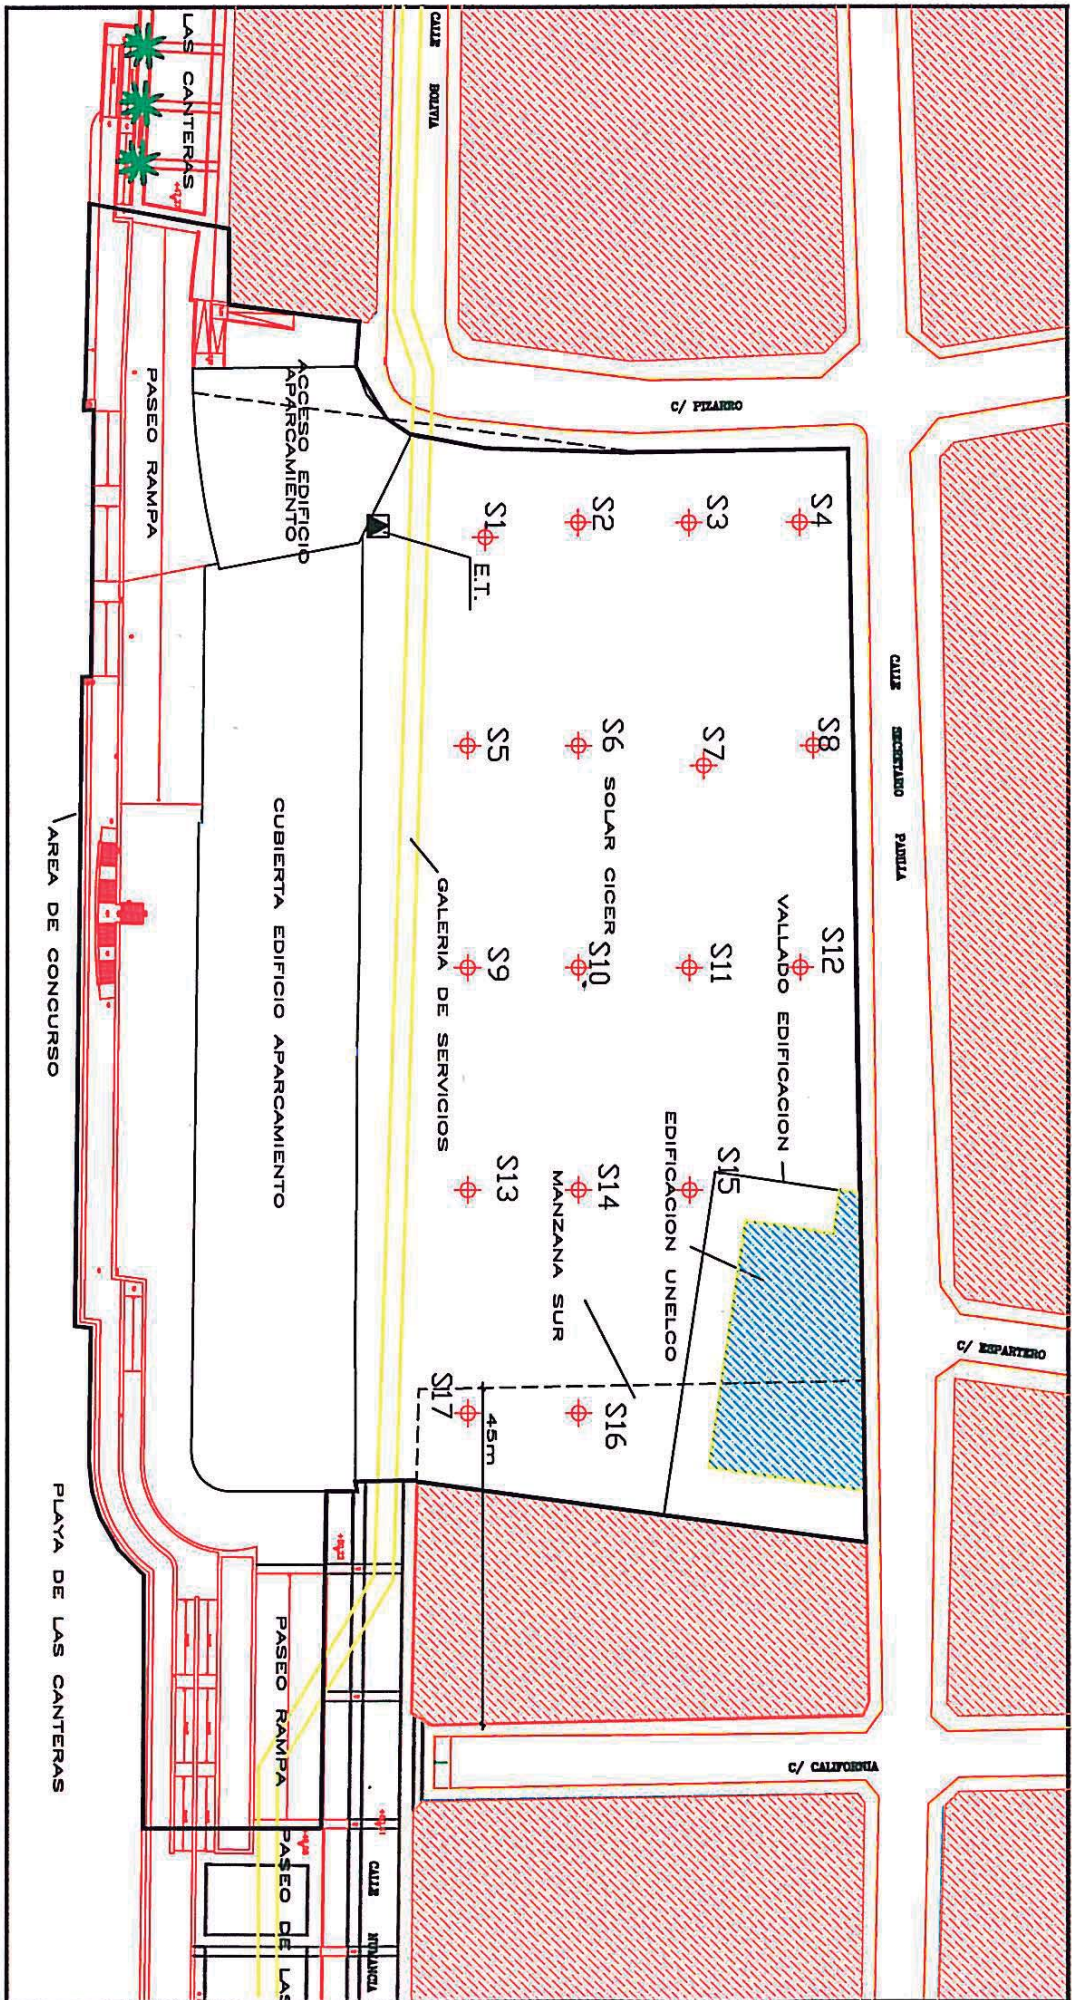 LAS CANTERAS
CALLE BOLIVIA
C/ PIZARRO
PASEO RAMPA
ACCESO EDIFICIO
APARCAMIENTO
E.T.
S1
S2
S3
S4
CALLE SECRETARIO PADILLA
S5
S6
S7
S8
SOLAR CICER
GALERIA DE SERVICIOS
VALLADO EDIFICACION
S9
S10
S11
S12
CUBIERTA EDIFICIO APARCAMIENTO
AREA DE CONCURSO
EDIFICACION UNELCO
MANZANA SUR
S13
S14
S15
C/ ESPARTERO
S16
S17
45m
PLAYA DE LAS CANTERAS
PASEO RAMPA
C/ CALIFORNIA
PASEO DE LAS
CALLE NUMANCIA